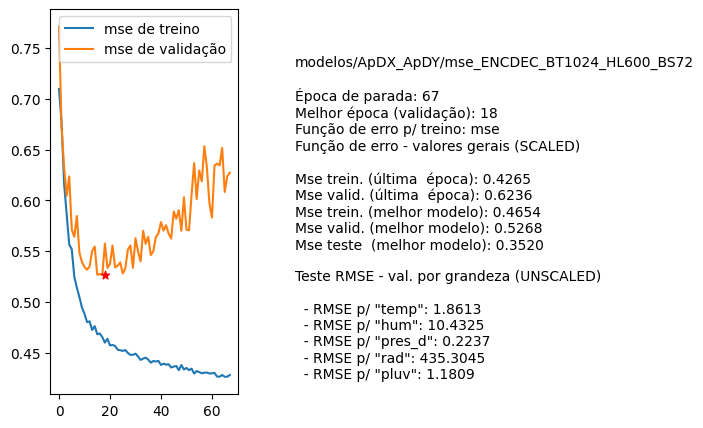 mse de treino
mse de validação
0.75
0.70
0.65
0.60
0.55
0.50
0.45
0
20
40
60
modelos/ApDX_ApDY/mse_ENCDEC_BT1024_HL600_BS72
Época de parada: 67
Melhor época (validação): 18
Função de erro p/ treino: mse
Função de erro - valores gerais (SCALED)
Mse trein. (última  época): 0.4265
Mse valid. (última  época): 0.6236
Mse trein. (melhor modelo): 0.4654
Mse valid. (melhor modelo): 0.5268
Mse teste  (melhor modelo): 0.3520
Teste RMSE - val. por grandeza (UNSCALED)
- RMSE p/ "temp": 1.8613
- RMSE p/ "hum": 10.4325
- RMSE p/ "pres_d": 0.2237
- RMSE p/ "rad": 435.3045
- RMSE p/ "pluv": 1.1809